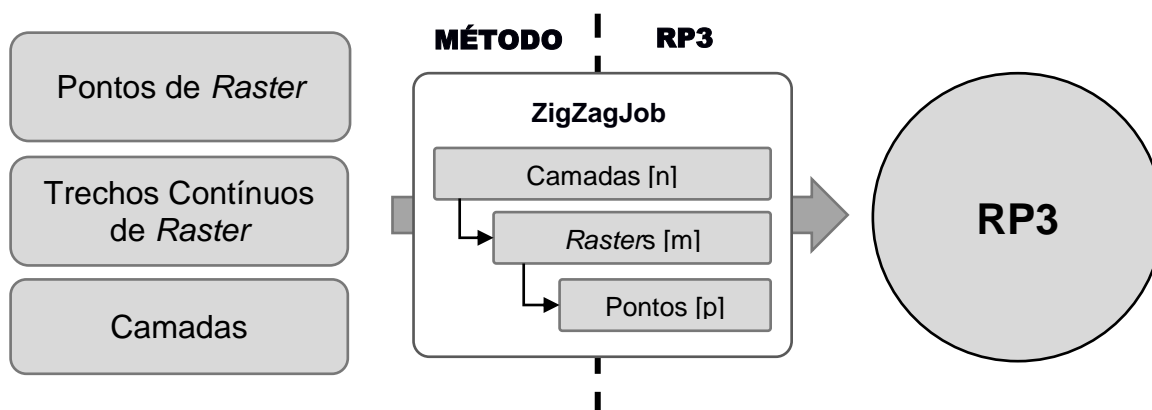 MÉTODO
RP3
Pontos de Raster
Trechos Contínuos
de Raster
Camadas
ZigZagJob
Camadas [n]
Rasters [m]
Pontos [p]
RP3